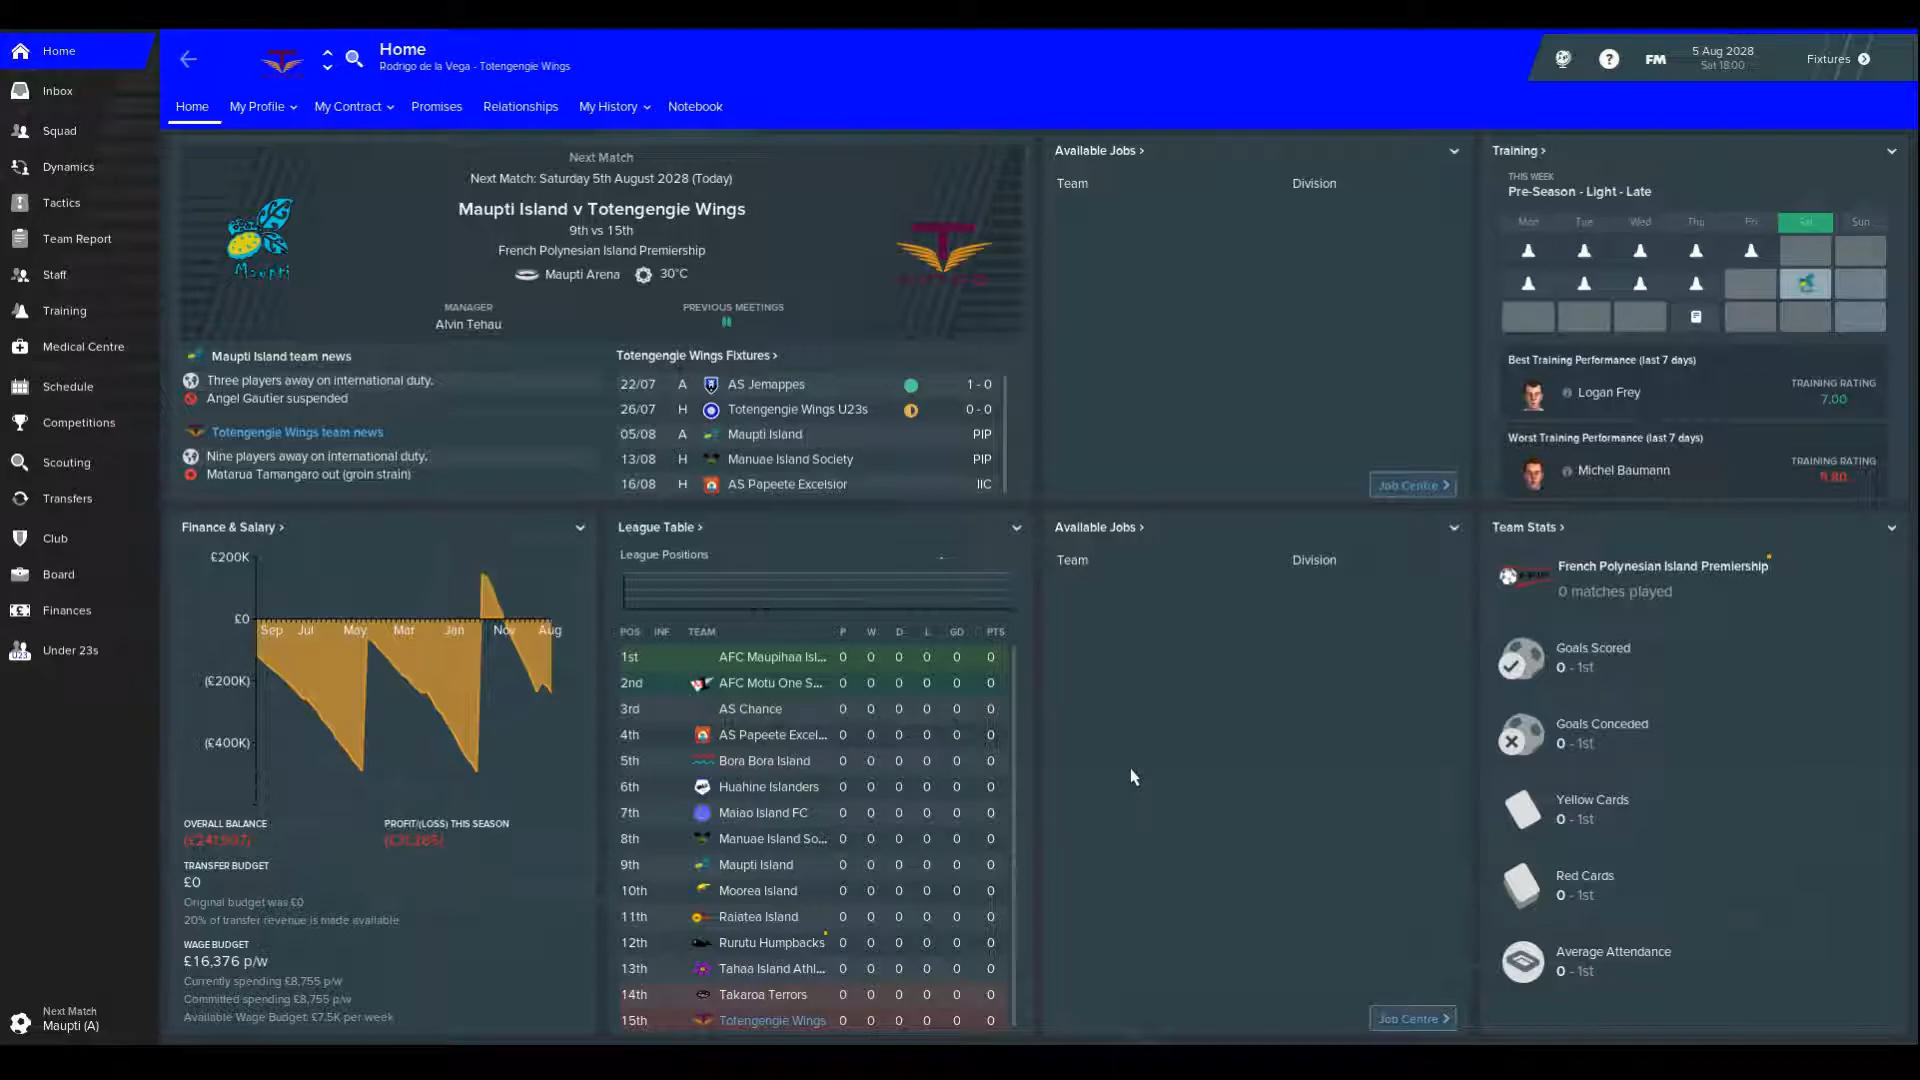 Home
Inbox
Squad
Dynamics
Tactics
Team Report
Staff
Training
Medical Centre
Schedule
Competitions
Scouting
Transfers
Club
Board
Finances
U23
Under 23s
Next Match
Maupti (A)
Home
Rodrigo de la Vega - Totengengie Wings
Home
My Profile
My Contract
Promises
Relationships
My History
Notebook
FM
5 Aug 2028
Sat 18:00
Fixtures
Next Match
Next Match: Saturday 5th August 2028 (Today)
Maupti Island v Totengengie Wings
9th vs 15th
French Polynesian Island Premiership
Maupti Arena 30°C
Maupti
MANAGER
Alvin Tehau
PREVIOUS MEETINGS
Maupti Island team news
Three players away on international duty.
Angel Gautier suspended
Totengengie Wings team news
Nine players away on international duty.
Matarua Tamangaro out (groin strain)
Totengengie Wings Fixtures >
22/07 A AS Jemappes 1 - 0
26/07 H Totengengie Wings U23s 0 - 0
05/08 A Maupti Island PIP
13/08 H Manuae Island Society PIP
16/08 H AS Papeete Excelsior IIC
Available Jobs >
Team Division
Job Centre >
Training >
THIS WEEK
Pre-Season - Light - Late
Mon Tue Wed Thu Fri Sat Sun
Best Training Performance (last 7 days)
Logan Frey
TRAINING RATING
7.00
Worst Training Performance (last 7 days)
Michel Baumann
TRAINING RATING
Finance & Salary >
£200K
£0
(£200K)
(£400K)
Sep Jul May Mar Jan Nov Aug
OVERALL BALANCE
(£241,907)
PROFIT/(LOSS) THIS SEASON
TRANSFER BUDGET
£0
Original budget was £0
20% of transfer revenue is made available
WAGE BUDGET
£16,376 p/w
Currently spending £8,755 p/w
Committed spending £8,755 p/w
Available Wage Budget: £7.5K per week
League Table >
League Positions
POS INF TEAM P W D L GD PTS
1st AFC Maupihaa Isl... 0 0 0 0 0 0
2nd AFC Motu One S... 0 0 0 0 0 0
3rd AS Chance 0 0 0 0 0 0
4th AS Papeete Excel... 0 0 0 0 0 0
5th Bora Bora Island 0 0 0 0 0 0
6th Huahine Islanders 0 0 0 0 0 0
7th Maiao Island FC 0 0 0 0 0 0
8th Manuae Island So... 0 0 0 0 0 0
9th Maupti Island 0 0 0 0 0 0
10th Moorea Island 0 0 0 0 0 0
11th Raiatea Island 0 0 0 0 0 0
12th Rurutu Humpbacks 0 0 0 0 0 0
13th Tahaa Island Athl... 0 0 0 0 0 0
14th Takaroa Terrors 0 0 0 0 0 0
15th Totengengie Wings 0 0 0 0 0 0
Available Jobs >
Team Division
Job Centre >
Team Stats >
French Polynesian Island Premiership
0 matches played
Goals Scored
0 - 1st
Goals Conceded
0 - 1st
Yellow Cards
0 - 1st
Red Cards
0 - 1st
Average Attendance
0 - 1st